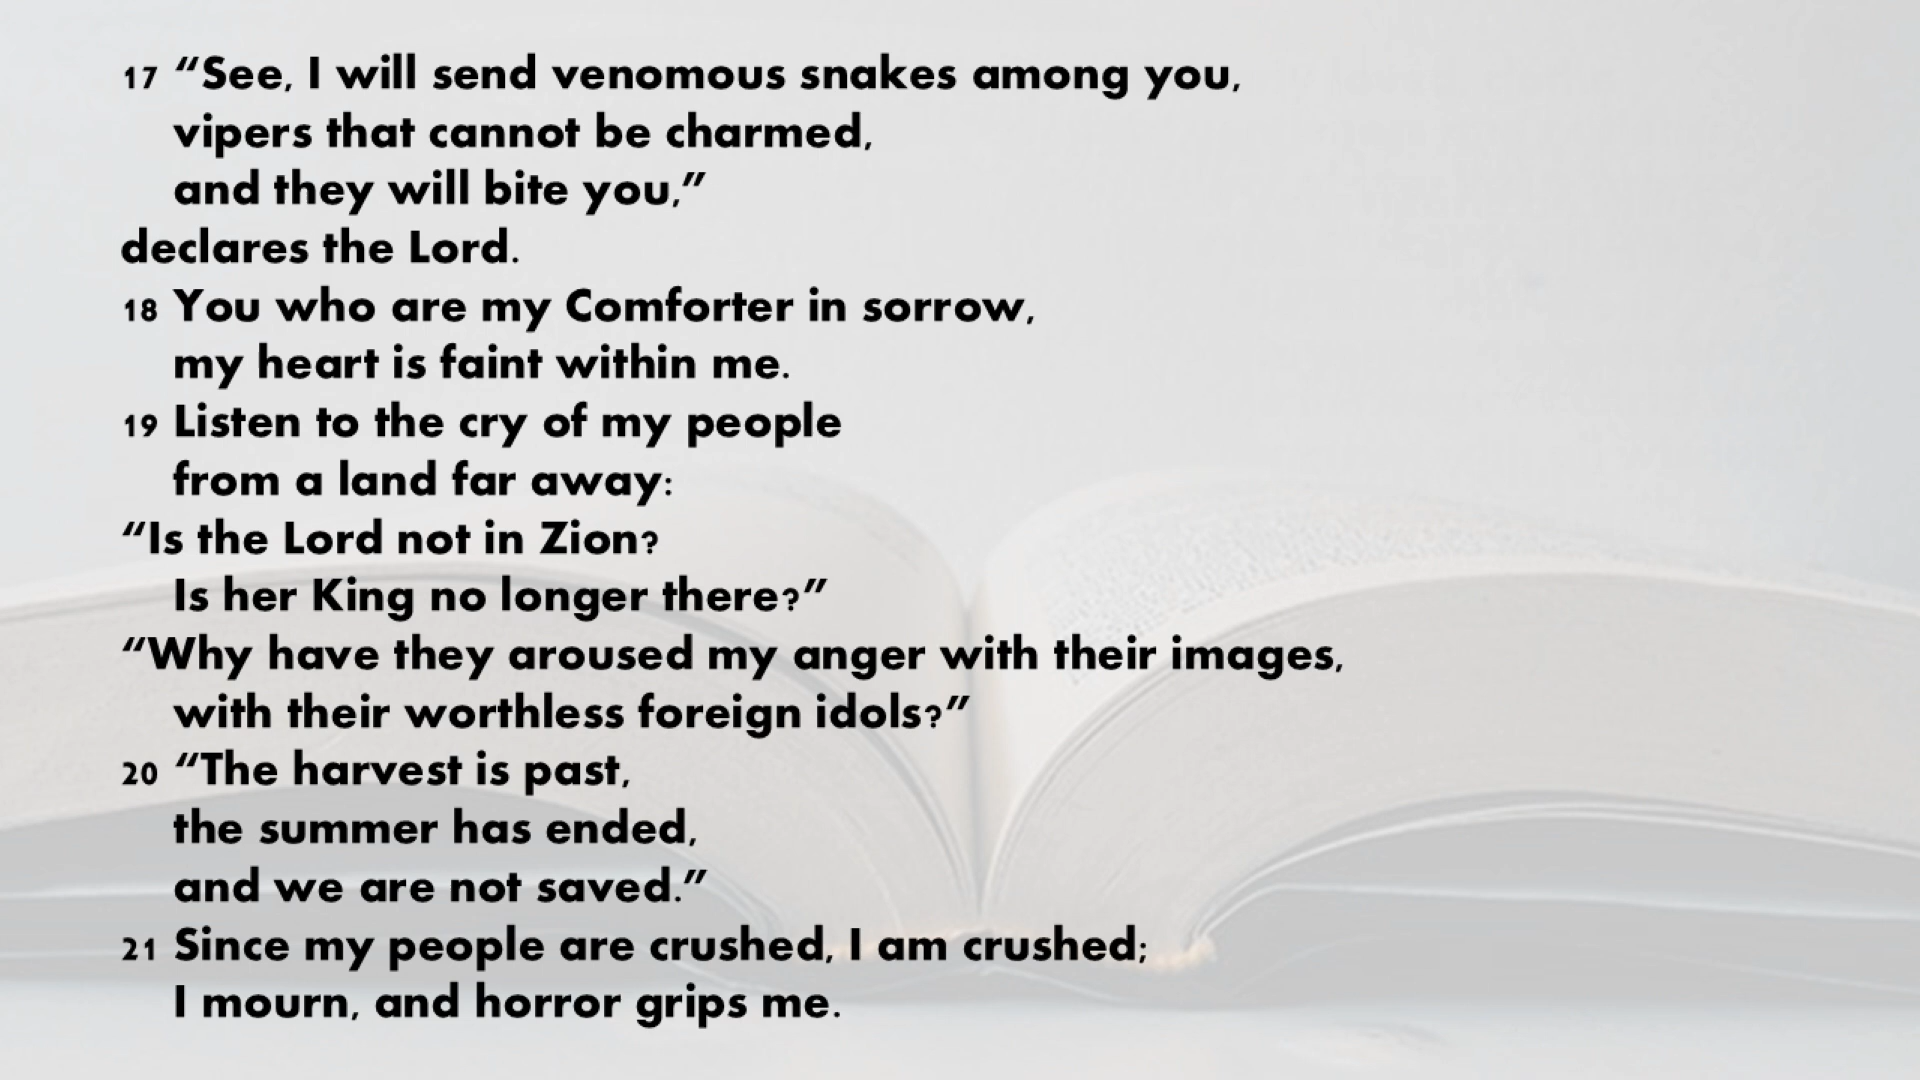 17 “See, I will send venomous snakes among you,
vipers that cannot be charmed,
and they will bite you,”
declares the Lord.
18 You who are my Comforter in sorrow,
my heart is faint within me.
19 Listen to the cry of my people
from a land far away:
“Is the Lord not in Zion?
Is her King no longer there?”
“Why have they aroused my anger with their images,
with their worthless foreign idols?”
20 “The harvest is past,
the summer has ended,
and we are not saved.”
21 Since my people are crushed, I am crushed;
I mourn, and horror grips me.